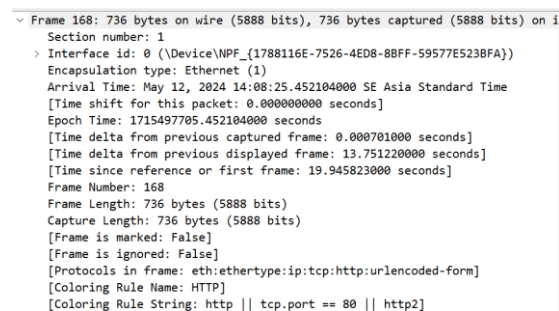 Frame 168: 736 bytes on wire (5888 bits), 736 bytes captured (5888 bits) on i
Section number: 1
Interface id: 0 (\Device\NPF_{1788116E-7526-4ED8-8BFF-59577E523BFA})
Encapsulation type: Ethernet (1)
Arrival Time: May 12, 2024 14:08:25.452104000 SE Asia Standard Time
[Time shift for this packet: 0.000000000 seconds]
Epoch Time: 1715497705.452104000 seconds
[Time delta from previous captured frame: 0.000701000 seconds]
[Time delta from previous displayed frame: 13.751220000 seconds]
[Time since reference or first frame: 19.945823000 seconds]
Frame Number: 168
Frame Length: 736 bytes (5888 bits)
Capture Length: 736 bytes (5888 bits)
[Frame is marked: False]
[Frame is ignored: False]
[Protocols in frame: eth:ethertype:ip:tcp:http:urlencoded-form]
[Coloring Rule Name: HTTP]
[Coloring Rule String: http || tcp.port == 80 || http2]